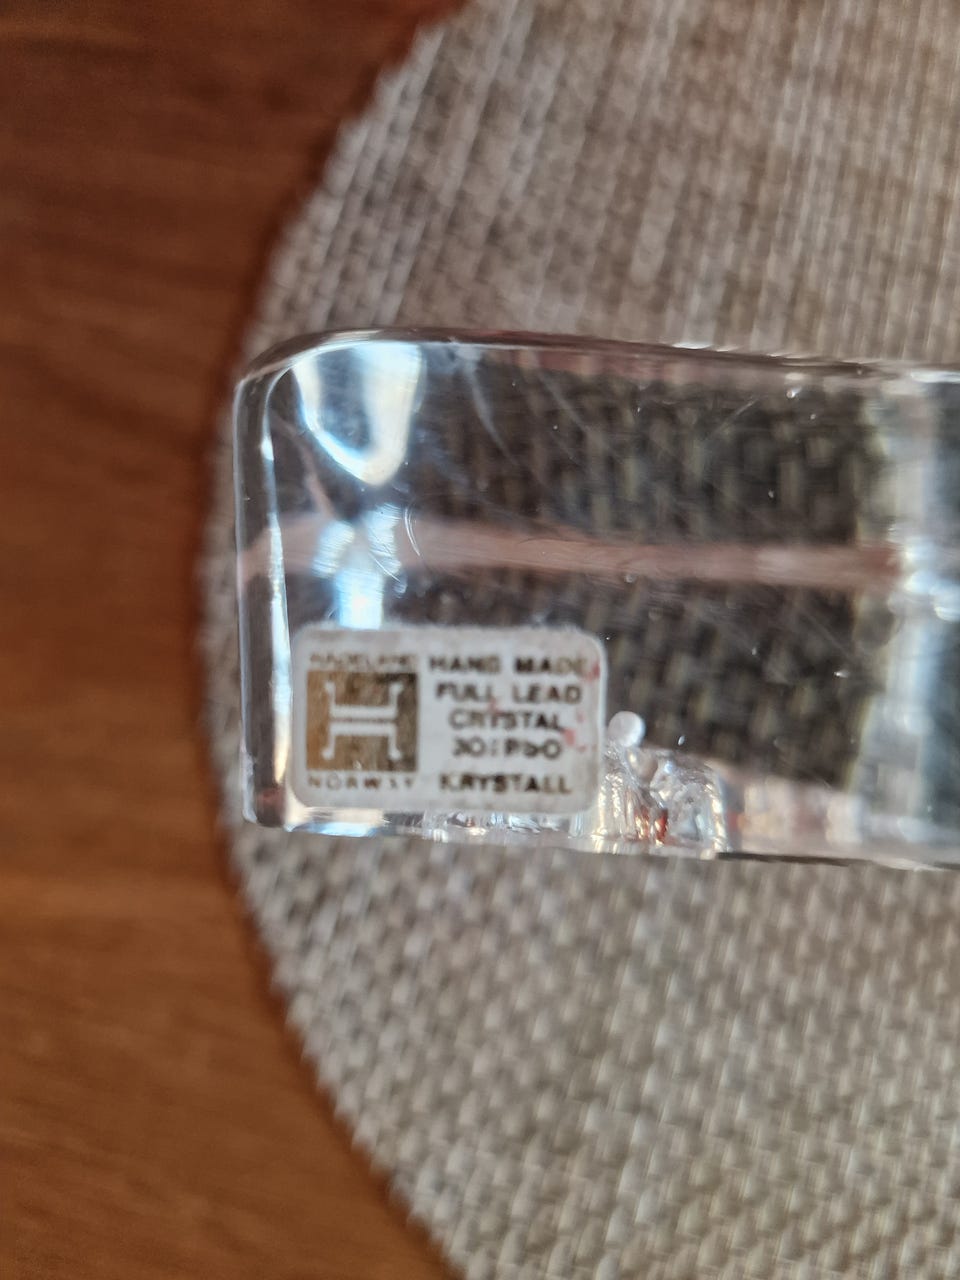 HADELAND
NORWAY
HAND MADE
FULL LEAD
CRYSTAL
30% PbO
KRYSTALL